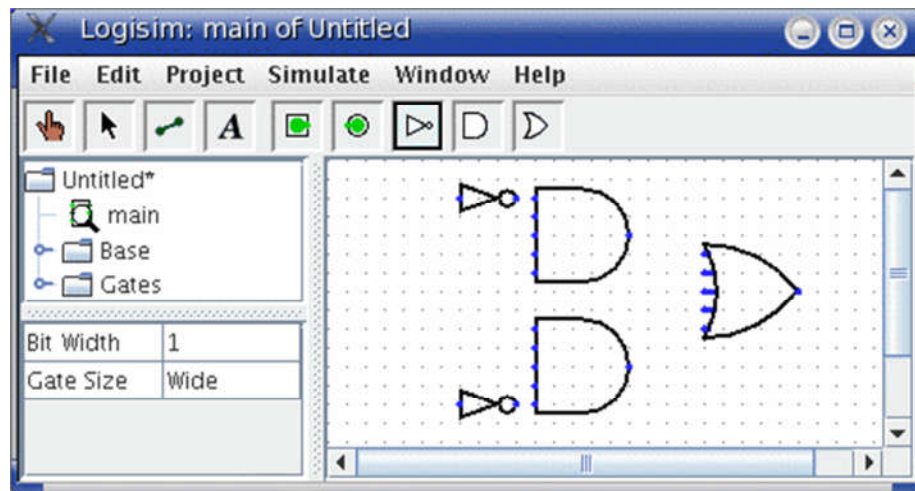 Logisim: main of Untitled
File Edit Project Simulate Window Help
A
Untitled*
main
Base
Gates
Bit Width 1
Gate Size Wide